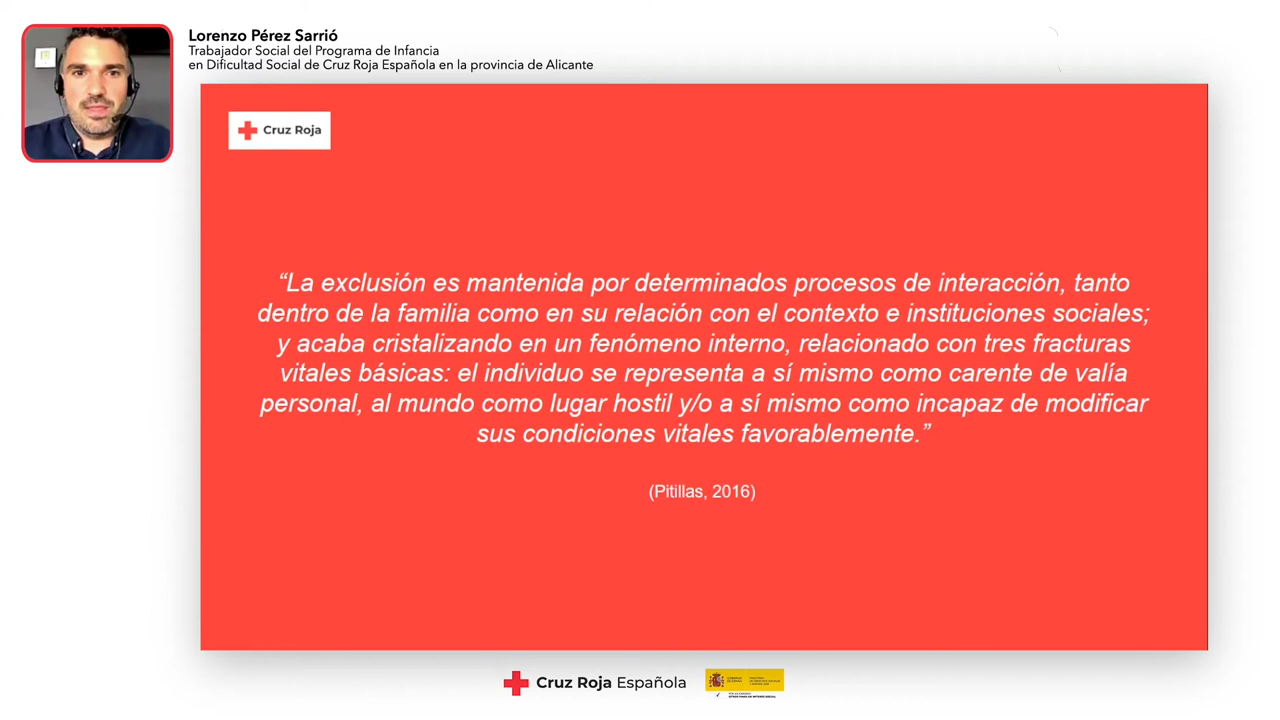 Lorenzo Pérez Sarrió
Trabajador Social del Programa de Infancia
en Dificultad Social de Cruz Roja Española en la provincia de Alicante
Cruz Roja
“La exclusión es mantenida por determinados procesos de interacción, tanto
dentro de la familia como en su relación con el contexto e instituciones sociales;
y acaba cristalizando en un fenómeno interno, relacionado con tres fracturas
vitales básicas: el individuo se representa a sí mismo como carente de valía
personal, al mundo como lugar hostil y/o a sí mismo como incapaz de modificar
sus condiciones vitales favorablemente.”
(Pitillas, 2016)
Cruz Roja Española